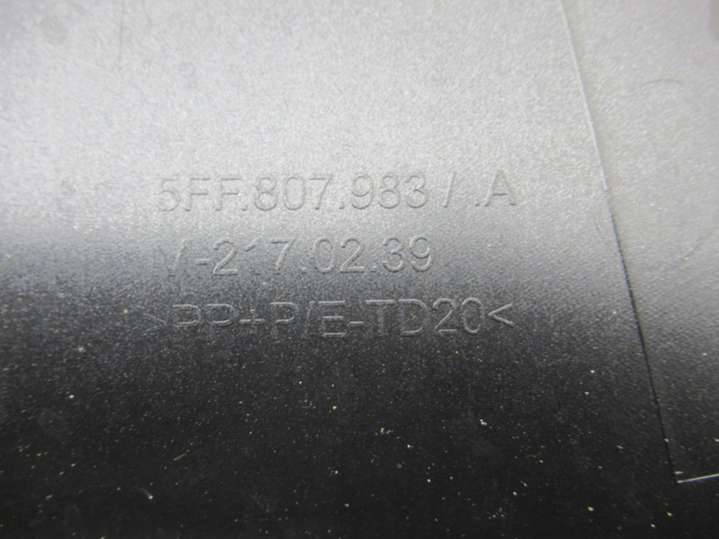 5FF.807.983 / .A
M-217.02.39
>PP+P/E-TD20<